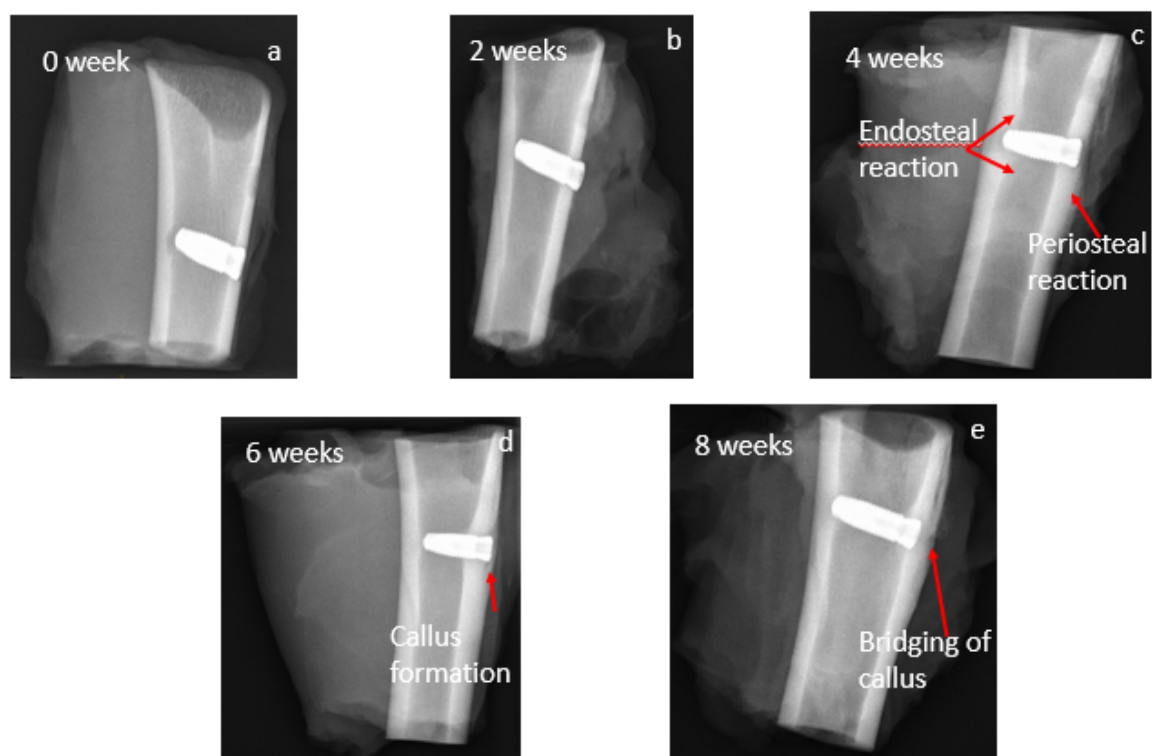 0 week
a
2 weeks
b
4 weeks
c
Endosteal
reaction
Periosteal
reaction
6 weeks
d
Callus
formation
8 weeks
e
Bridging of
callus